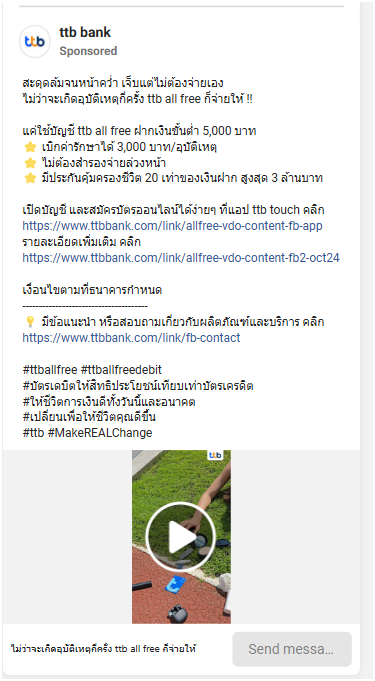 ttb
ttb bank
Sponsored
สะดุดล้มจนหน้าคว่ำ เจ็บแต่ไม่ต้องจ่ายเอง
ไม่ว่าจะเกิดอุบัติเหตุกี่ครั้ง ttb all free ก็จ่ายให้ !!
แค่ใช้บัญชี ttb all free ฝากเงินขั้นต่ำ 5,000 บาท
⭐ เบิกค่ารักษาได้ 3,000 บาท/อุบัติเหตุ
⭐ ไม่ต้องสำรองจ่ายล่วงหน้า
⭐ มีประกันคุ้มครองชีวิต 20 เท่าของเงินฝาก สูงสุด 3 ล้านบาท
เปิดบัญชี และสมัครบัตรออนไลน์ได้ง่ายๆ ที่แอป ttb touch คลิก
https://www.ttbbank.com/link/allfree-vdo-content-fb-app
รายละเอียดเพิ่มเติม คลิก
https://www.ttbbank.com/link/allfree-vdo-content-fb2-oct24
เงื่อนไขตามที่ธนาคารกำหนด
--------------------------------------
💡 มีข้อแนะนำ หรือสอบถามเกี่ยวกับผลิตภัณฑ์และบริการ คลิก
https://www.ttbbank.com/link/fb-contact
#ttballfree #ttballfreedebit
#บัตรเดบิตให้สิทธิประโยชน์เทียบเท่าบัตรเครดิต
#ให้ชีวิตการเงินดีทั้งวันนี้และอนาคต
#เปลี่ยนเพื่อให้ชีวิตคุณดีขึ้น
#ttb #MakeREALChange
ttb
ไม่ว่าจะเกิดอุบัติเหตุกี่ครั้ง ttb all free ก็จ่ายให้
Send messa...